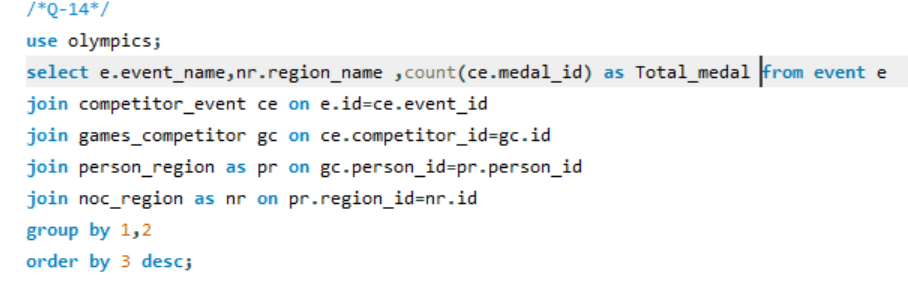 /*Q-14*/
use olympics;
select e.event_name,nr.region_name ,count(ce.medal_id) as Total_medal from event e
join competitor_event ce on e.id=ce.event_id
join games_competitor gc on ce.competitor_id=gc.id
join person_region as pr on gc.person_id=pr.person_id
join noc_region as nr on pr.region_id=nr.id
group by 1,2
order by 3 desc;